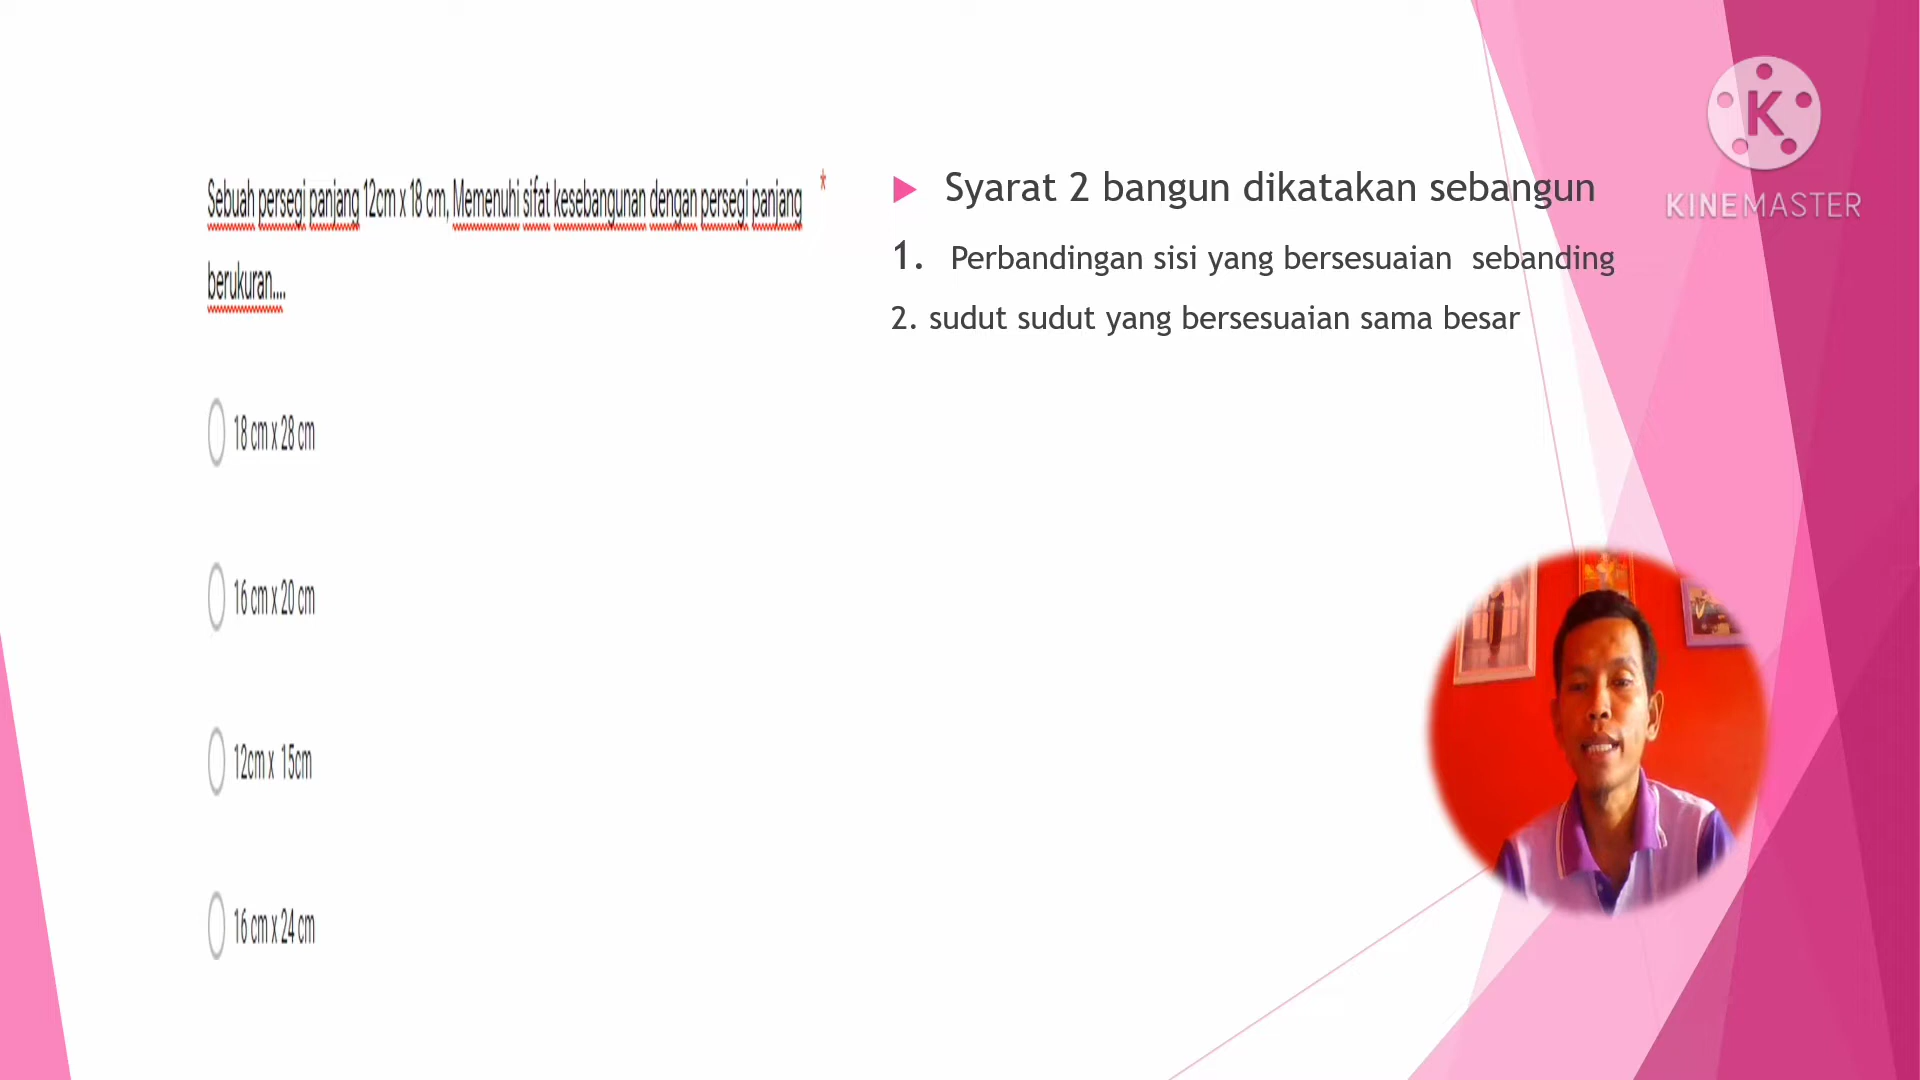 Sebuah persegi panjang 12cm x 18 cm, Memenuhi sifat kesebangunan dengan persegi panjang *
berukuran....
18 cm x 28 cm
16 cm x 20 cm
12cm x 15cm
16 cm x 24 cm
Syarat 2 bangun dikatakan sebangun
1. Perbandingan sisi yang bersesuaian sebanding
2. sudut sudut yang bersesuaian sama besar
K
KINEMASTER